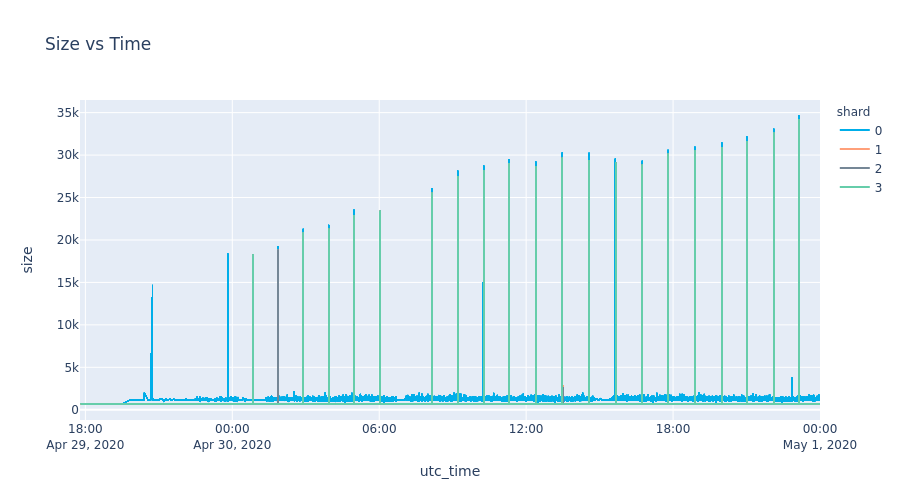 Size vs Time
shard
0
1
2
3
35k
30k
25k
20k
15k
10k
5k
0
size
18:00
Apr 29, 2020
00:00
Apr 30, 2020
06:00
12:00
18:00
00:00
May 1, 2020
utc_time